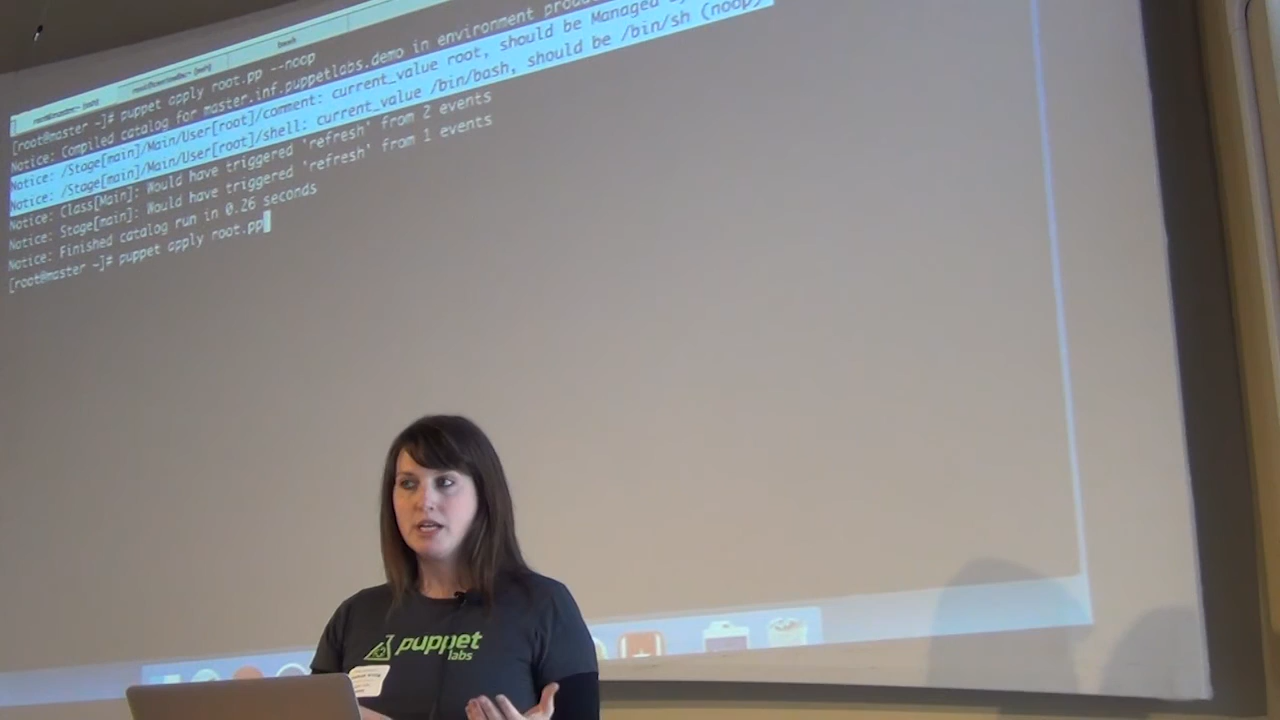 bash
[root@master ~]# puppet apply root.pp --noop
Notice: Compiled catalog for master.inf.puppetlabs.demo in environment
Notice: /Stage[main]/Main/User[root]/comment: current_value root, should be Managed
Notice: /Stage[main]/Main/User[root]/shell: current_value /bin/bash, should be /bin/sh (noop)
Notice: Class[Main]: Would have triggered 'refresh' from 2 events
Notice: Stage[main]: Would have triggered 'refresh' from 1 events
Notice: Finished catalog run in 0.26 seconds
[root@master ~]# puppet apply root.pp
puppet
labs